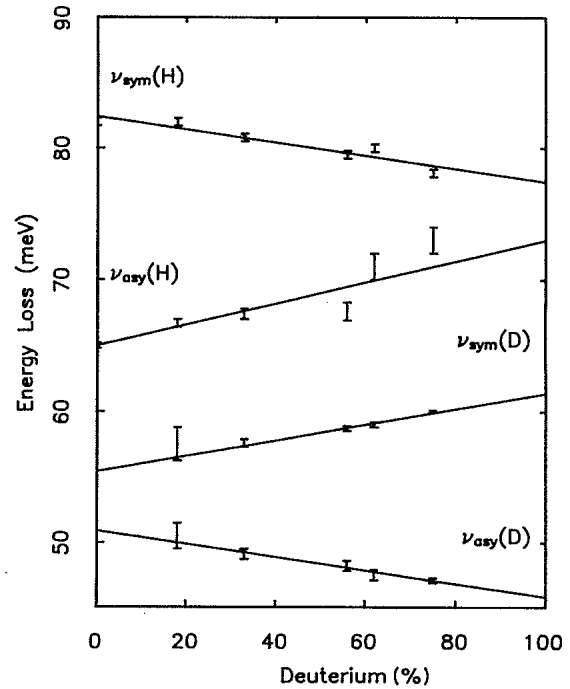 90
80
70
60
50
Energy Loss (meV)
νsym(H)
νasy(H)
νsym(D)
νasy(D)
0 20 40 60 80 100
Deuterium (%)